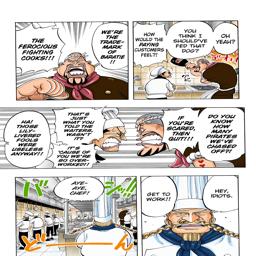 OH
YEAH?
YOU
THINK I
SHOULD'VE
FED THAT
DOG?
HOW
WOULD THE
PAYING
CUSTOMERS
FEEL?!
WE'RE
THE
TRADE-
MARK OF
BARATIE
!!
THE
FEROCIOUS
FIGHTING
COOKS!!!
DO YOU
KNOW HOW
MANY
PIRATES
WE'VE
CHASED
OFF?!
IF
YOU'RE
SCARED,
THEN
QUIT!!!
THAT'S
JUST WHAT
YOU TOLD
THE
WAITERS,
WASN'T
IT?
IT'S
'CAUSE OF
YOU WE'RE
SO OVER-
WORKED!!
HA!
THOSE
LILY-
LIVERED
FOOLS
WERE
USELESS
ANYWAY!!
HEY,
IDIOTS.
GET TO
WORK!!
AYE-
AYE,
CHEF!